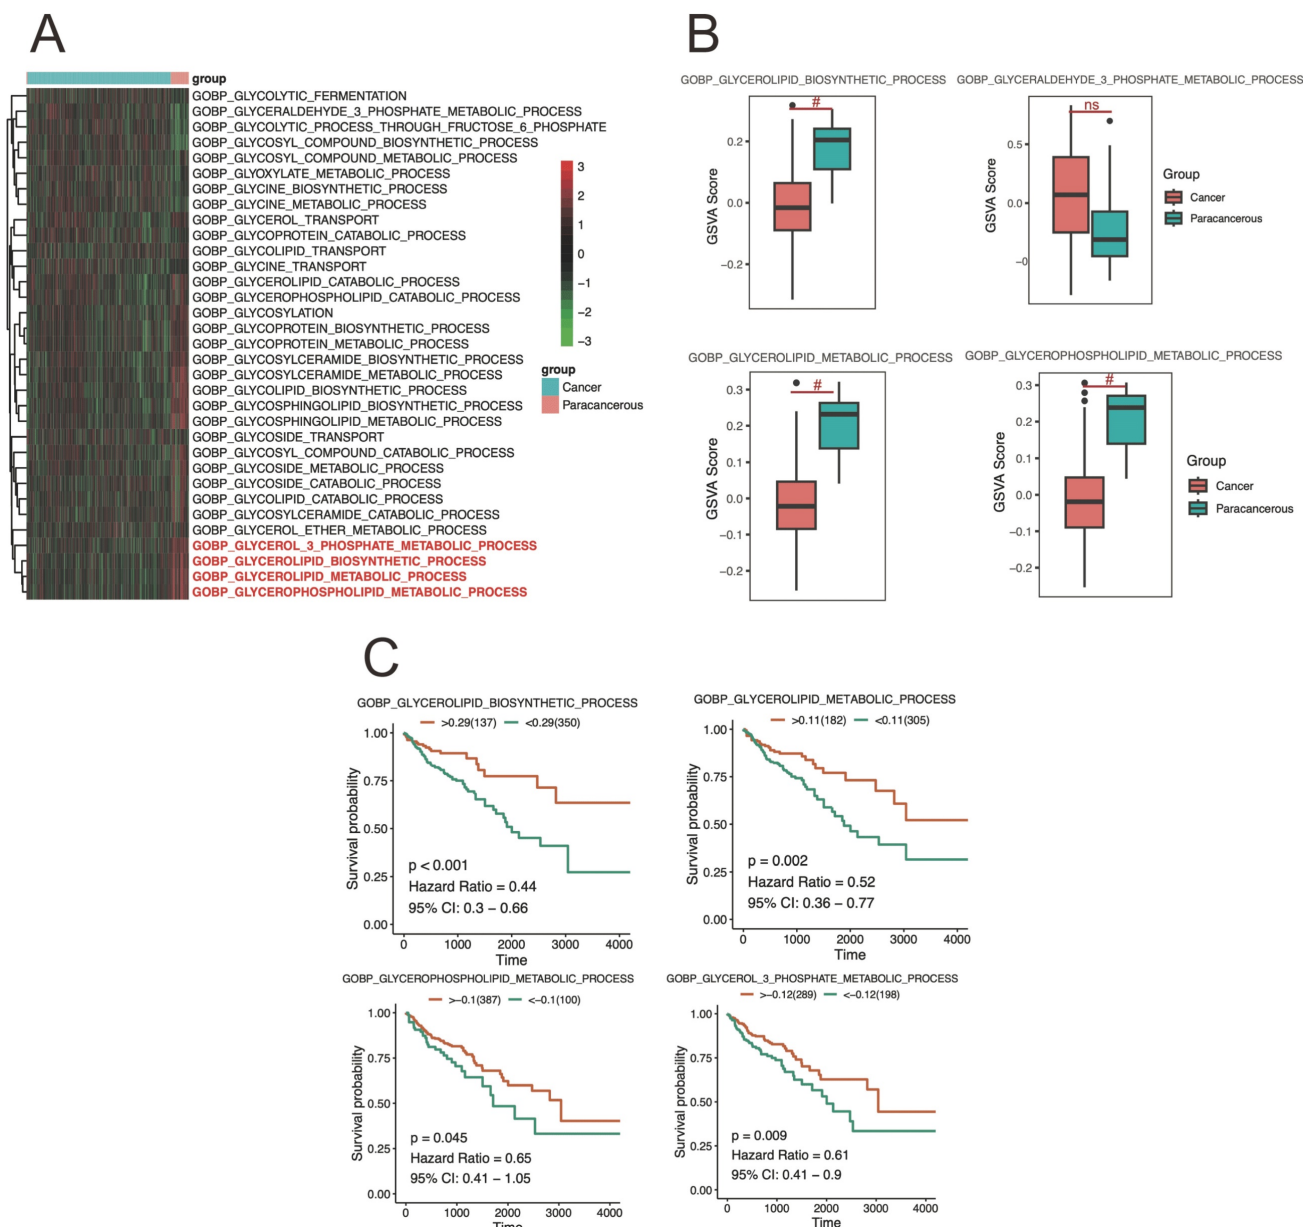 A
group
GOBP_GLYCOLYTIC_FERMENTATION
GOBP_GLYCERALDEHYDE_3_PHOSPHATE_METABOLIC_PROCESS
GOBP_GLYCOLYTIC_PROCESS_THROUGH_FRUCTOSE_6_PHOSPHATE
GOBP_GLYCOSYL_COMPOUND_BIOSYNTHETIC_PROCESS
GOBP_GLYCOSYL_COMPOUND_METABOLIC_PROCESS
GOBP_GLYOXYLATE_METABOLIC_PROCESS
GOBP_GLYCINE_BIOSYNTHETIC_PROCESS
GOBP_GLYCINE_METABOLIC_PROCESS
GOBP_GLYCEROL_TRANSPORT
GOBP_GLYCOPROTEIN_CATABOLIC_PROCESS
GOBP_GLYCOLIPID_TRANSPORT
GOBP_GLYCINE_TRANSPORT
GOBP_GLYCEROLIPID_CATABOLIC_PROCESS
GOBP_GLYCEROPHOSPHOLIPID_CATABOLIC_PROCESS
GOBP_GLYCOSYLATION
GOBP_GLYCOPROTEIN_BIOSYNTHETIC_PROCESS
GOBP_GLYCOPROTEIN_METABOLIC_PROCESS
GOBP_GLYCOSYLCERAMIDE_BIOSYNTHETIC_PROCESS
GOBP_GLYCOSYLCERAMIDE_METABOLIC_PROCESS
GOBP_GLYCOLIPID_BIOSYNTHETIC_PROCESS
GOBP_GLYCOSPHINGOLIPID_BIOSYNTHETIC_PROCESS
GOBP_GLYCOSPHINGOLIPID_METABOLIC_PROCESS
GOBP_GLYCOSIDE_TRANSPORT
GOBP_GLYCOSYL_COMPOUND_CATABOLIC_PROCESS
GOBP_GLYCOSIDE_METABOLIC_PROCESS
GOBP_GLYCOSIDE_CATABOLIC_PROCESS
GOBP_GLYCOLIPID_CATABOLIC_PROCESS
GOBP_GLYCOSYLCERAMIDE_CATABOLIC_PROCESS
GOBP_GLYCEROL_ETHER_METABOLIC_PROCESS
GOBP_GLYCEROL_3_PHOSPHATE_METABOLIC_PROCESS
GOBP_GLYCEROLIPID_BIOSYNTHETIC_PROCESS
GOBP_GLYCEROLIPID_METABOLIC_PROCESS
GOBP_GLYCEROPHOSPHOLIPID_METABOLIC_PROCESS
3
2
1
0
−1
−2
−3
group
Cancer
Paracancerous
B
GOBP_GLYCEROLIPID_BIOSYNTHETIC_PROCESS
#
0.2
0.0
−0.2
GSVA Score
GOBP_GLYCERALDEHYDE_3_PHOSPHATE_METABOLIC_PROCESS
ns
0.5
0.0
−0
GSVA Score
Group
Cancer
Paracancerous
GOBP_GLYCEROLIPID_METABOLIC_PROCESS
#
0.3
0.2
0.1
0.0
−0.1
−0.2
GSVA Score
GOBP_GLYCEROPHOSPHOLIPID_METABOLIC_PROCESS
#
0.3
0.2
0.1
0.0
−0.1
−0.2
GSVA Score
Group
Cancer
Paracancerous
C
GOBP_GLYCEROLIPID_BIOSYNTHETIC_PROCESS
>0.29(137) <0.29(350)
1.00
0.75
0.50
0.25
0.00
Survival probability
p < 0.001
Hazard Ratio = 0.44
95% CI: 0.3 − 0.66
0 1000 2000 3000 4000
Time
GOBP_GLYCEROLIPID_METABOLIC_PROCESS
>0.11(182) <0.11(305)
1.00
0.75
0.50
0.25
0.00
Survival probability
p = 0.002
Hazard Ratio = 0.52
95% CI: 0.36 − 0.77
0 1000 2000 3000 4000
Time
GOBP_GLYCEROPHOSPHOLIPID_METABOLIC_PROCESS
>−0.1(387) <−0.1(100)
1.00
0.75
0.50
0.25
0.00
Survival probability
p = 0.045
Hazard Ratio = 0.65
95% CI: 0.41 − 1.05
0 1000 2000 3000 4000
Time
GOBP_GLYCEROL_3_PHOSPHATE_METABOLIC_PROCESS
>−0.12(289) <−0.12(198)
1.00
0.75
0.50
0.25
0.00
Survival probability
p = 0.009
Hazard Ratio = 0.61
95% CI: 0.41 − 0.9
0 1000 2000 3000 4000
Time